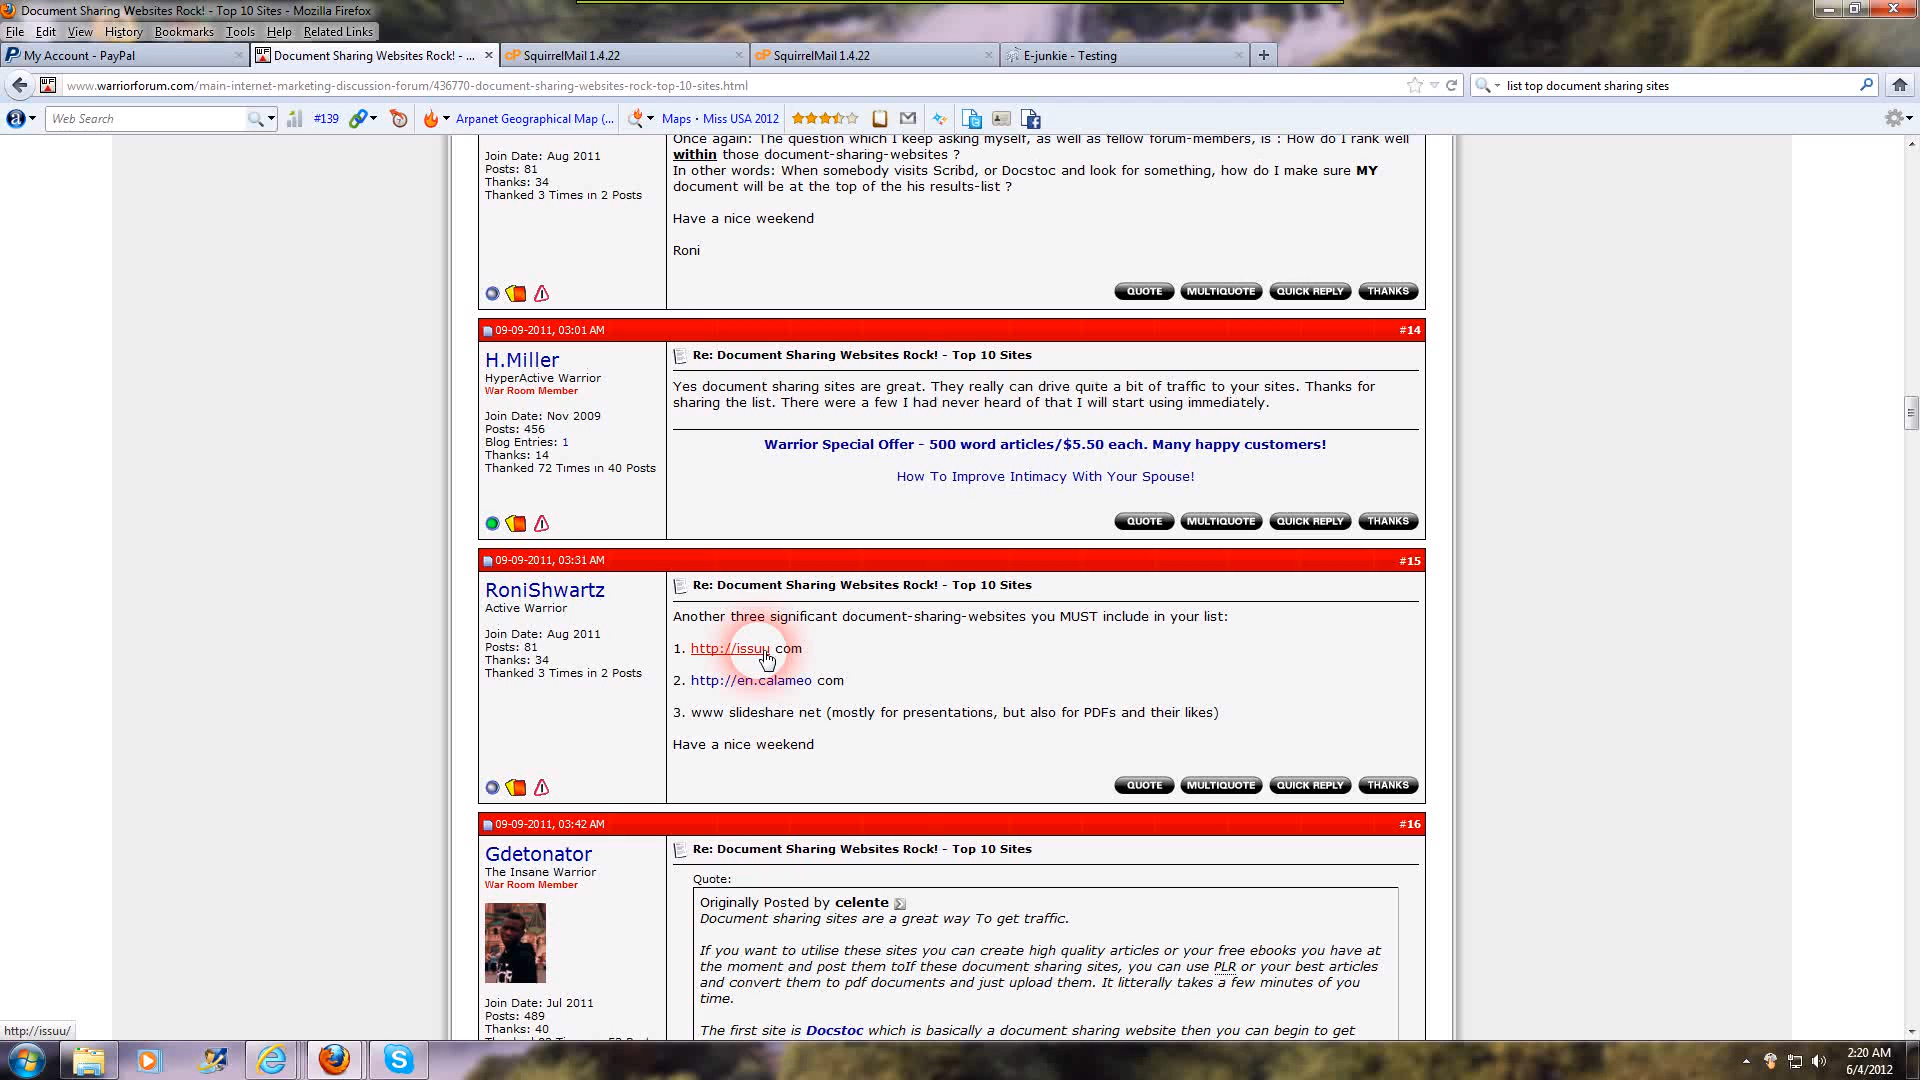 Document Sharing Websites Rock! - Top 10 Sites - Mozilla Firefox
File Edit View History Bookmarks Tools Help Related Links
My Account - PayPal
Document Sharing Websites Rock! - ...
SquirrelMail 1.4.22
SquirrelMail 1.4.22
E-junkie - Testing
www.warriorforum.com/main-internet-marketing-discussion-forum/436770-document-sharing-websites-rock-top-10-sites.html
list top document sharing sites
Web Search
#139
Arpanet Geographical Map (...
Maps · Miss USA 2012
Join Date: Aug 2011
Posts: 81
Thanks: 34
Thanked 3 Times in 2 Posts
Once again: The question which I keep asking myself, as well as fellow forum-members, is : How do I rank well
within those document-sharing-websites ?
In other words: When somebody visits Scribd, or Docstoc and look for something, how do I make sure MY
document will be at the top of the his results-list ?
Have a nice weekend
Roni
QUOTE MULTIQUOTE QUICK REPLY THANKS
09-09-2011, 03:01 AM #14
H.Miller
HyperActive Warrior
War Room Member
Join Date: Nov 2009
Posts: 456
Blog Entries: 1
Thanks: 14
Thanked 72 Times in 40 Posts
Re: Document Sharing Websites Rock! - Top 10 Sites
Yes document sharing sites are great. They really can drive quite a bit of traffic to your sites. Thanks for
sharing the list. There were a few I had never heard of that I will start using immediately.
Warrior Special Offer - 500 word articles/$5.50 each. Many happy customers!
How To Improve Intimacy With Your Spouse!
QUOTE MULTIQUOTE QUICK REPLY THANKS
09-09-2011, 03:31 AM #15
RoniShwartz
Active Warrior
Join Date: Aug 2011
Posts: 81
Thanks: 34
Thanked 3 Times in 2 Posts
Re: Document Sharing Websites Rock! - Top 10 Sites
Another three significant document-sharing-websites you MUST include in your list:
1. http://issuu com
2. http://en.calameo com
3. www slideshare net (mostly for presentations, but also for PDFs and their likes)
Have a nice weekend
QUOTE MULTIQUOTE QUICK REPLY THANKS
09-09-2011, 03:42 AM #16
Gdetonator
The Insane Warrior
War Room Member
Join Date: Jul 2011
Posts: 489
Thanks: 40
Re: Document Sharing Websites Rock! - Top 10 Sites
Quote:
Originally Posted by celente
Document sharing sites are a great way To get traffic.
If you want to utilise these sites you can create high quality articles or your free ebooks you have at
the moment and post them toIf these document sharing sites, you can use PLR or your best articles
and convert them to pdf documents and just upload them. It litterally takes a few minutes of you
time.
The first site is Docstoc which is basically a document sharing website then you can begin to get
http://issuu/
2:20 AM
6/4/2012